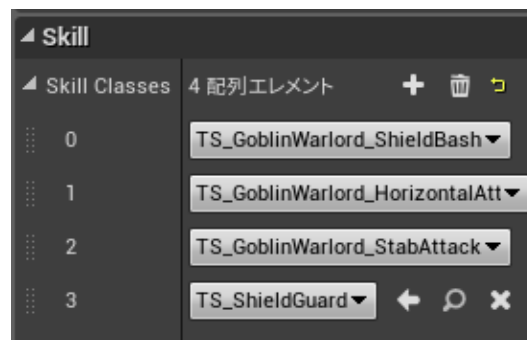 Skill
Skill Classes 4 配列エレメント
0 TS_GoblinWarlord_ShieldBash
1 TS_GoblinWarlord_HorizontalAtt
2 TS_GoblinWarlord_StabAttack
3 TS_ShieldGuard